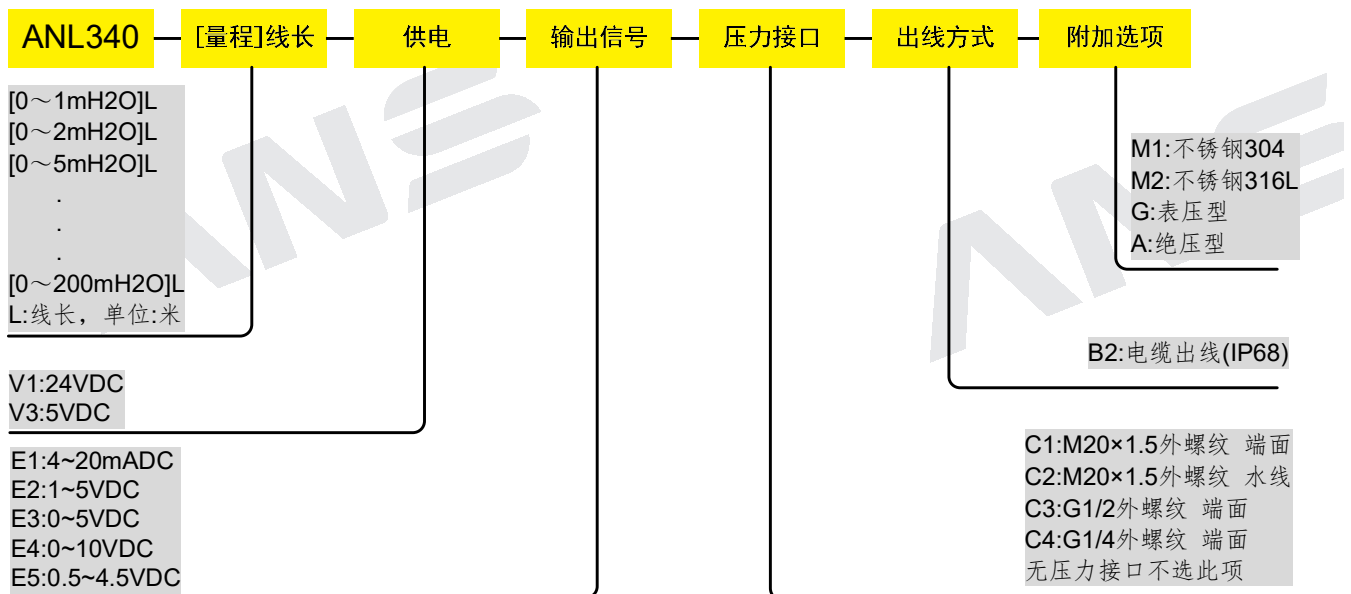 ANL340 [量程]线长 供电 输出信号 压力接口 出线方式 附加选项
[0～1mH2O]L
[0～2mH2O]L
[0～5mH2O]L
.
.
.
[0～200mH2O]L
L:线长，单位:米
V1:24VDC
V3:5VDC
E1:4~20mADC
E2:1~5VDC
E3:0~5VDC
E4:0~10VDC
E5:0.5~4.5VDC
M1:不锈钢304
M2:不锈钢316L
G:表压型
A:绝压型
B2:电缆出线(IP68)
C1:M20×1.5外螺纹 端面
C2:M20×1.5外螺纹 水线
C3:G1/2外螺纹 端面
C4:G1/4外螺纹 端面
无压力接口不选此项
ANS
ANS